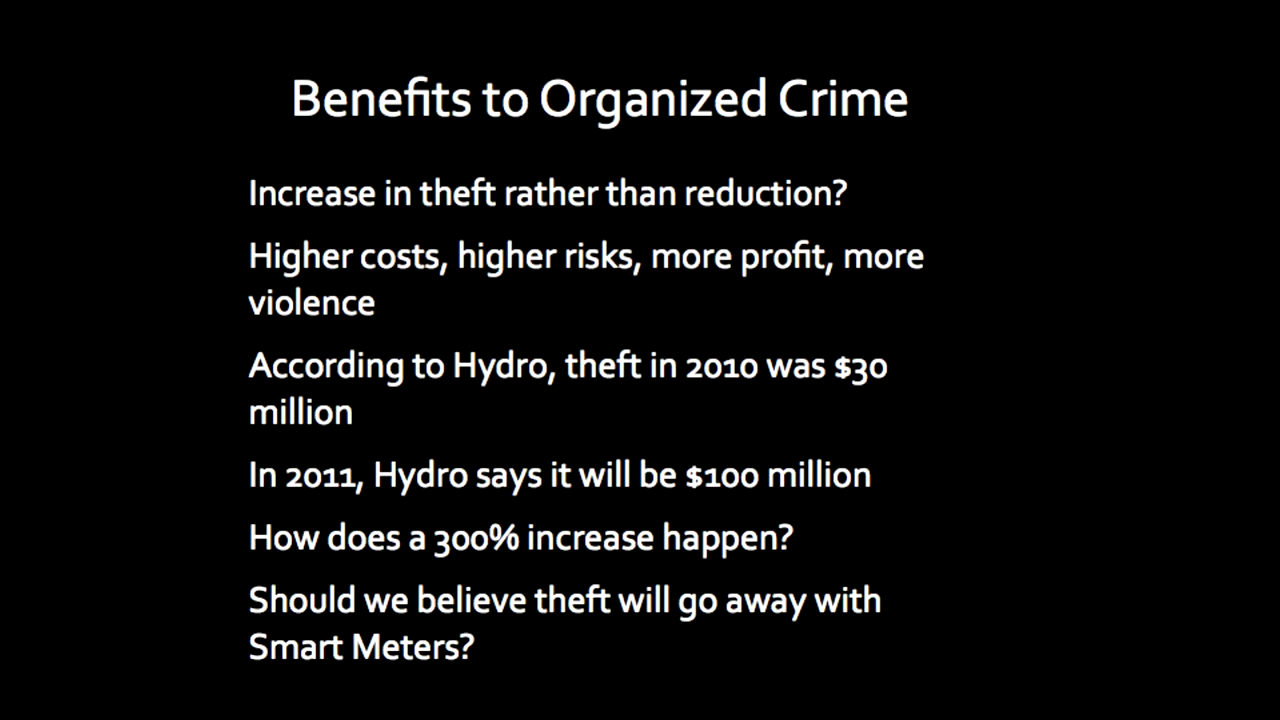 Benefits to Organized Crime
Increase in theft rather than reduction?
Higher costs, higher risks, more profit, more
violence
According to Hydro, theft in 2010 was $30
million
In 2011, Hydro says it will be $100 million
How does a 300% increase happen?
Should we believe theft will go away with
Smart Meters?